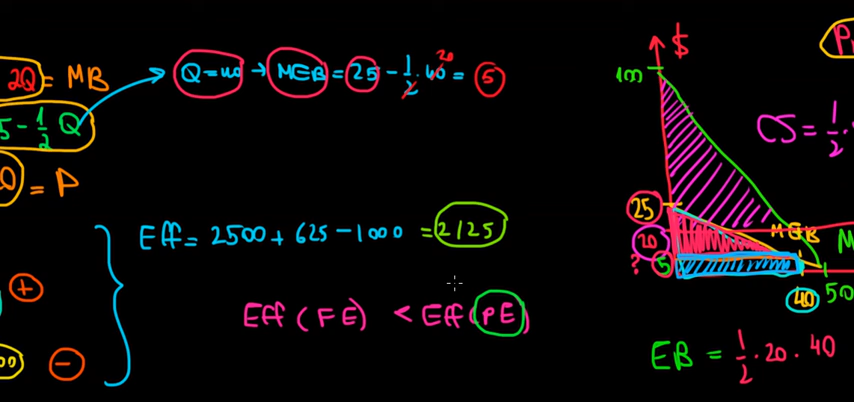 2Q = MB
Q = 40 → MEB = 25 - 1/2 · 40 = 5
20
5 - 1/2 Q
= P
Eff = 2500 + 625 - 1000 = 2125
+
Eff (FE) < Eff (PE)
-
$
100
CS = 1/2 ·
25
MEB
20
M
?
5
40
50
EB = 1/2 · 20 · 40